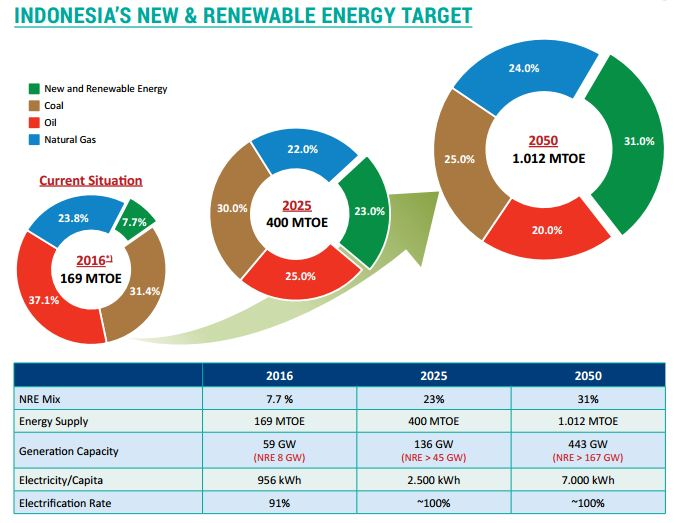 INDONESIA'S NEW & RENEWABLE ENERGY TARGET
New and Renewable Energy
Coal
Oil
Natural Gas
Current Situation
23.8%
7.7%
2016*)
169 MTOE
37.1%
31.4%
22.0%
30.0%
2025
400 MTOE
23.0%
25.0%
24.0%
2050
1.012 MTOE
31.0%
25.0%
20.0%
2016 2025 2050
NRE Mix 7.7 % 23% 31%
Energy Supply 169 MTOE 400 MTOE 1.012 MTOE
Generation Capacity 59 GW 136 GW 443 GW
(NRE 8 GW) (NRE > 45 GW) (NRE > 167 GW)
Electricity/Capita 956 kWh 2.500 kWh 7.000 kWh
Electrification Rate 91% ~100% ~100%